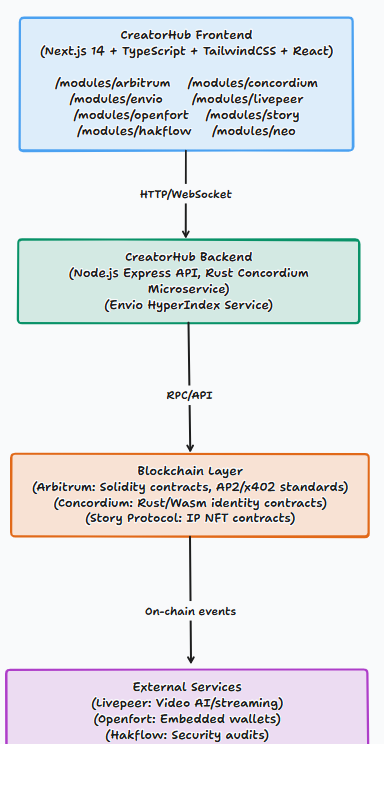 CreatorHub Frontend
(Next.js 14 + TypeScript + TailwindCSS + React)
/modules/arbitrum /modules/concordium
/modules/envio /modules/livepeer
/modules/openfort /modules/story
/modules/hakflow /modules/neo
HTTP/WebSocket
CreatorHub Backend
(Node.js Express API, Rust Concordium
Microservice)
(Envio HyperIndex Service)
RPC/API
Blockchain Layer
(Arbitrum: Solidity contracts, AP2/x402 standards)
(Concordium: Rust/Wasm identity contracts)
(Story Protocol: IP NFT contracts)
On-chain events
External Services
(Livepeer: Video AI/streaming)
(Openfort: Embedded wallets)
(Hakflow: Security audits)